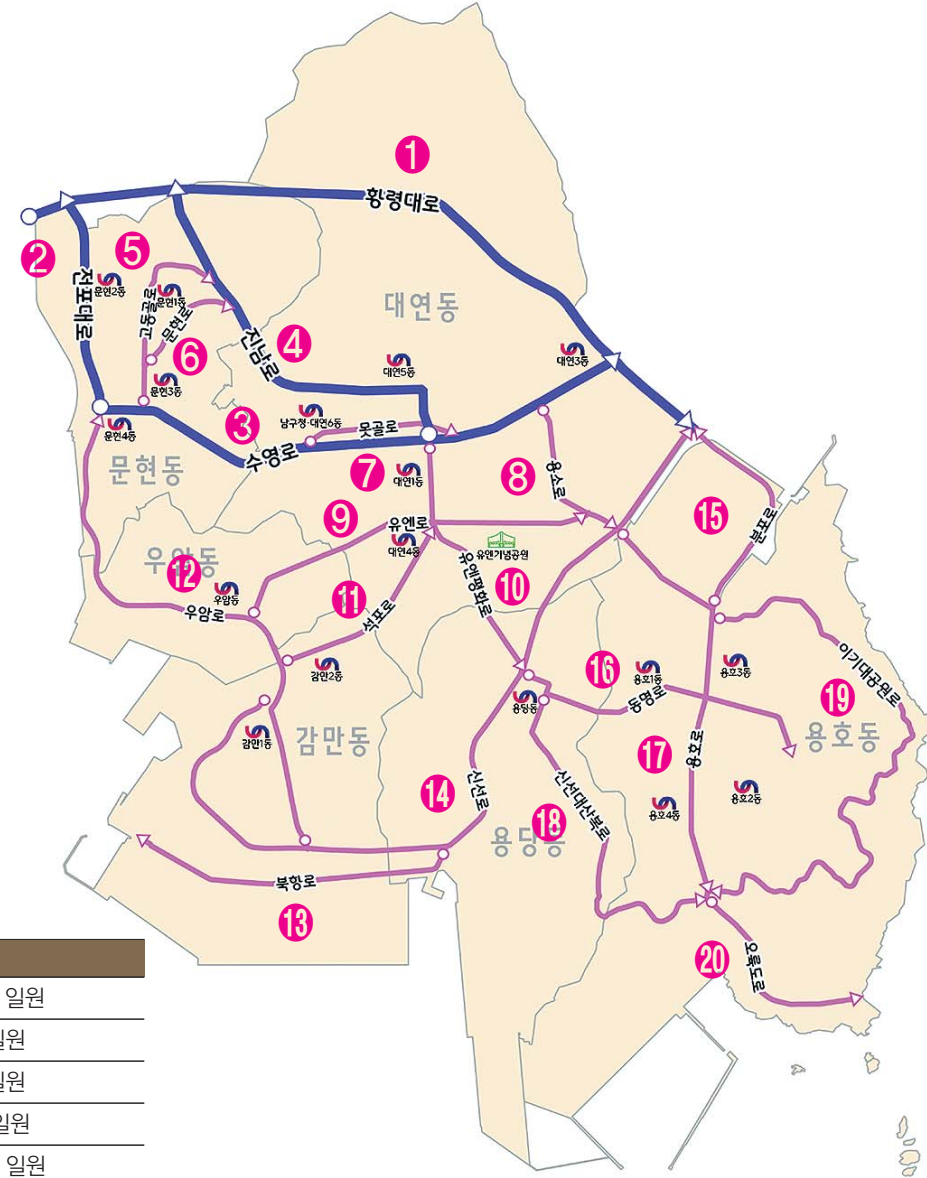 1
황령대로
2
전포대로
5
문현2동
문현1동
고동골로
6
문현3동
문현4동
문현동
진남로
4
대연동
대연5동
대연3동
남구청·대연6동
3
수영로
못골로
7
대연1동
8
용소로
9
유엔로
대연4동
유엔기념공원
10
유엔평화로
15
분포로
우암동
12
우암동
우암로
11
석포로
감만2동
감만1동
감만동
16
용호1동
동명로
용호3동
이기대공원로
19
용호동
용당동
17
용호로
용호2동
용호4동
14
신선로
18
신선대산복로
용당동
북항로
13
20
오륙도로
일원
일원
일원
일원
일원